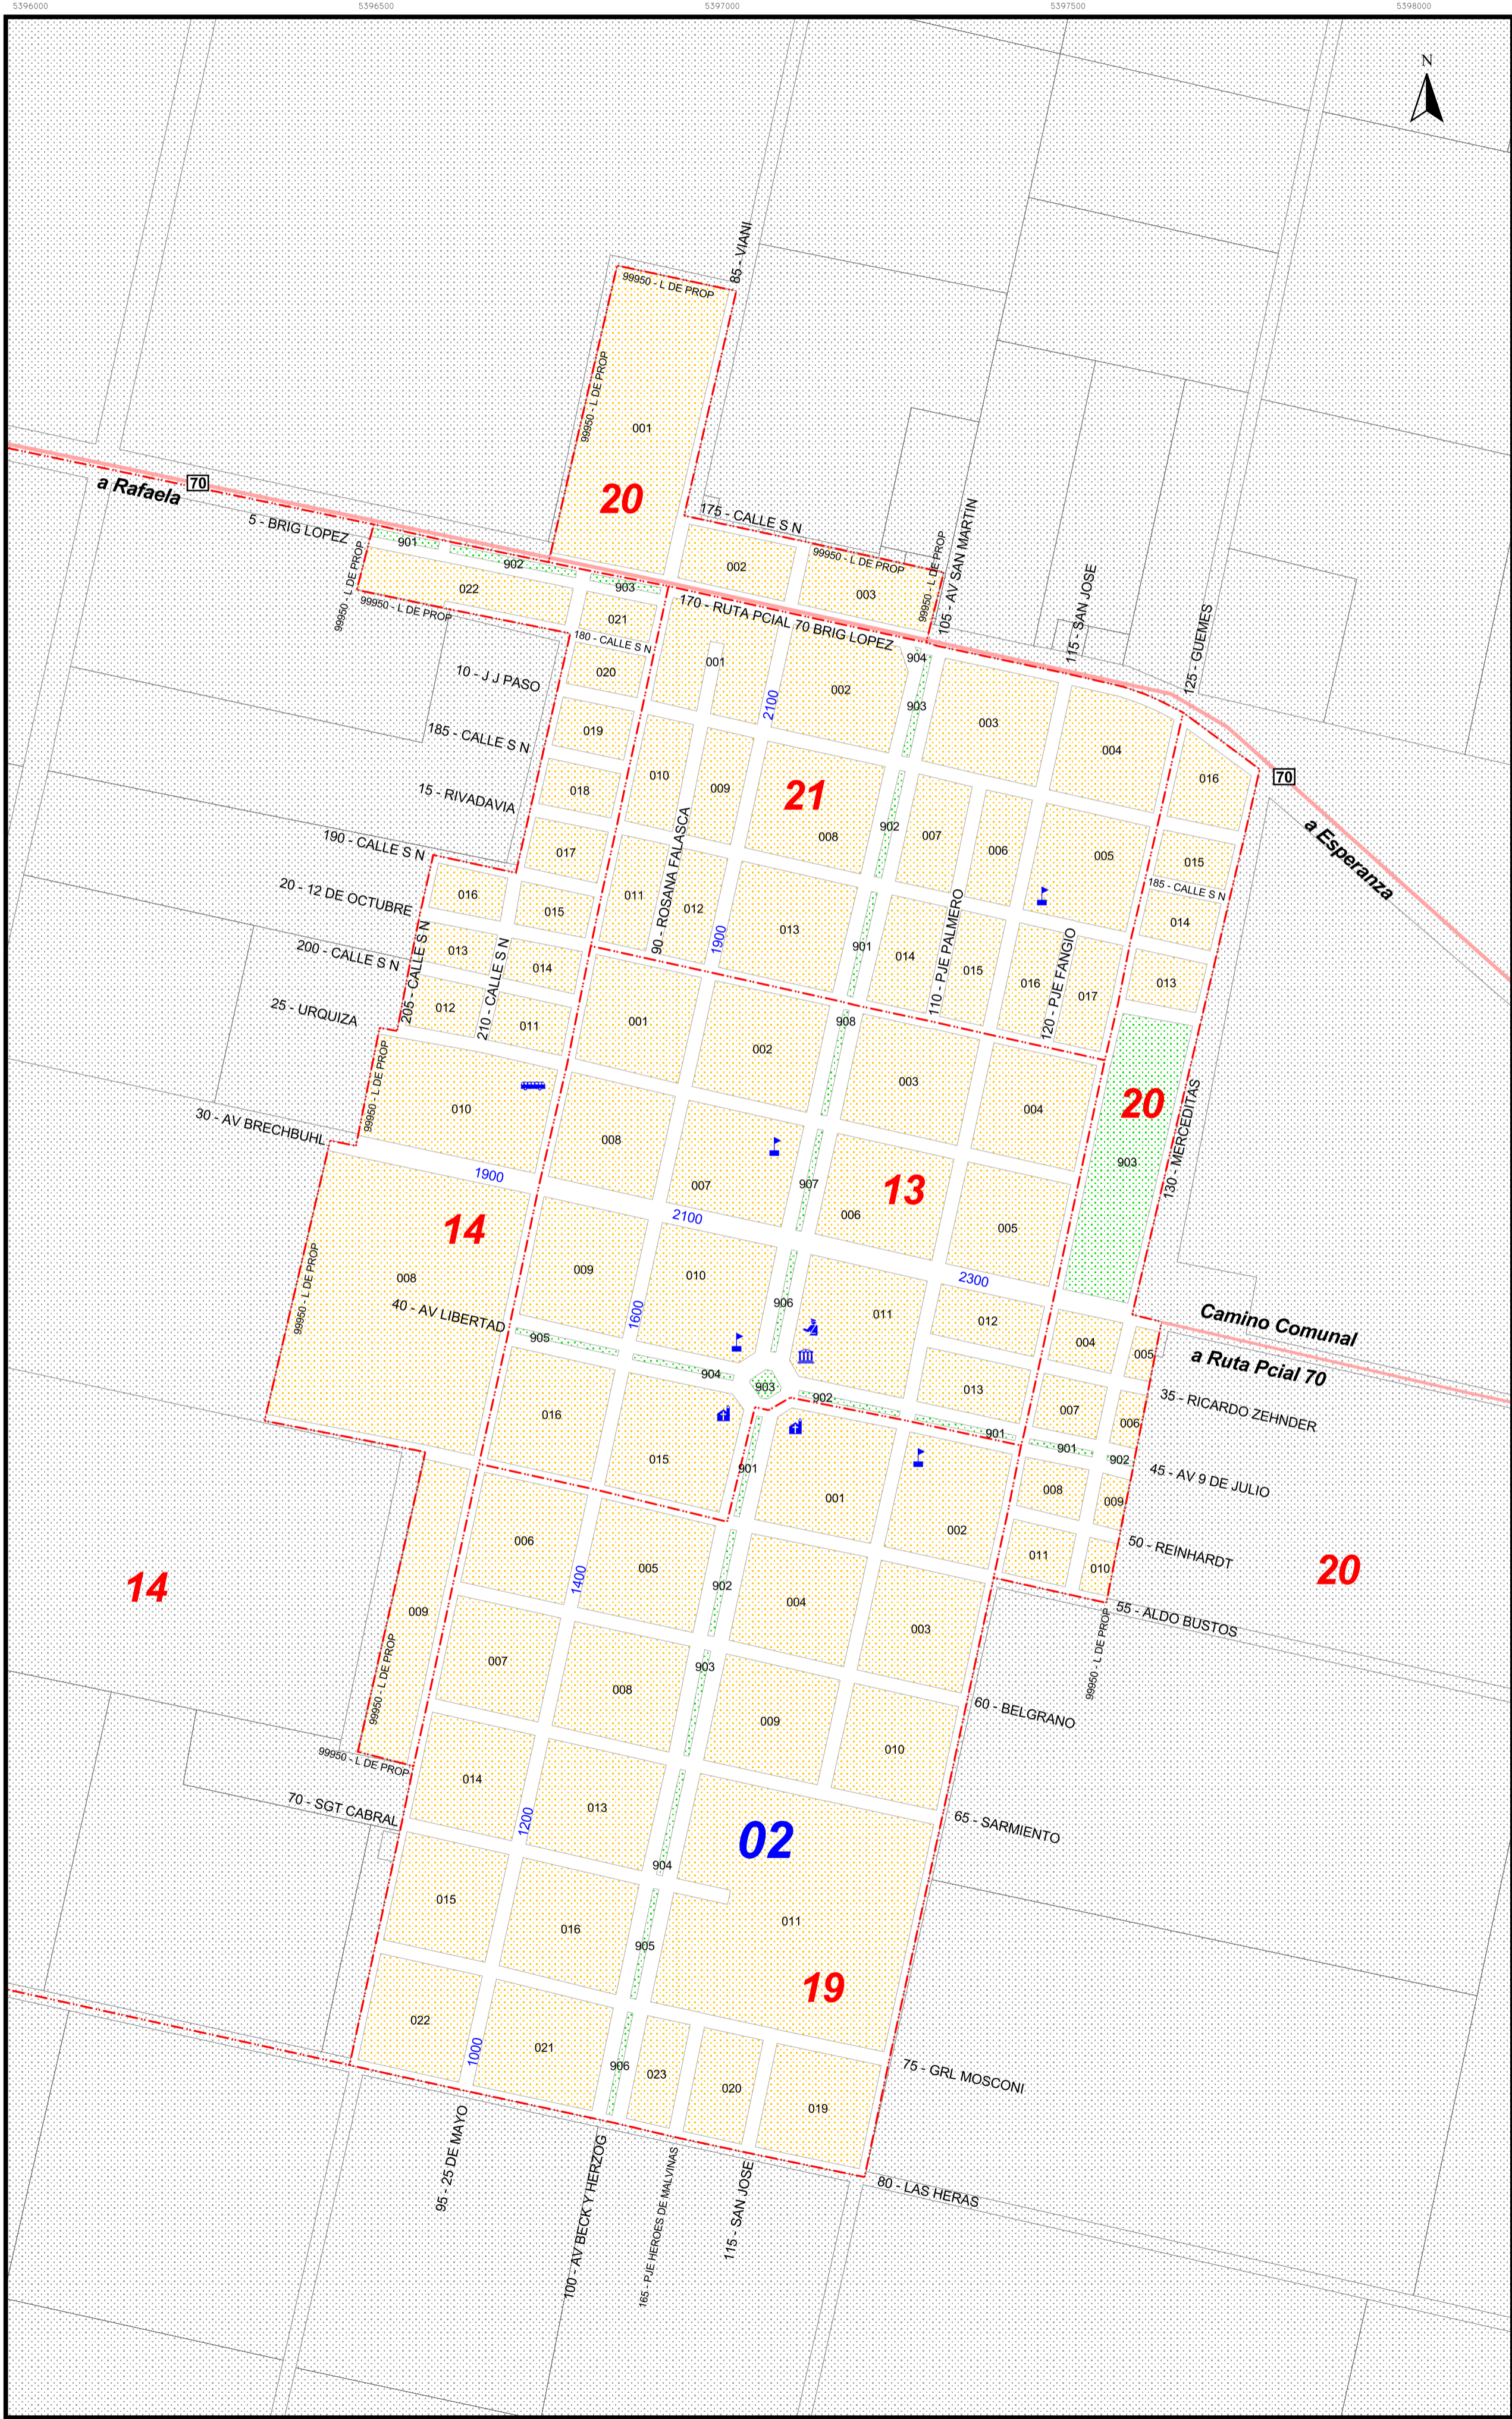 5396000
5396500
5397000
5397500
5398000
N
85 - VIANI
99950 - L DE PROP
99950 - L DE PROP
001
20
70
a Rafaela
5 - BRIG LOPEZ
901
902
903
99950 - L DE PROP
022
99950 - L DE PROP
021
180 - CALLE S N
175 - CALLE S N
99950 - L DE PROP
002
003
99950 - L DE PROP
105 - AV SAN MARTIN
170 - RUTA PCIAL 70 BRIG LOPEZ
115 - SAN JOSE
125 - GUEMES
904
10 - J J PASO
020
001
2100
002
903
003
004
185 - CALLE S N
019
016
70
a Esperanza
15 - RIVADAVIA
018
010
009
21
008
902
007
006
005
015
190 - CALLE S N
017
90 - ROSANA FALASCA
185 - CALLE S N
20 - 12 DE OCTUBRE
016
015
011
012
1900
013
901
014
110 - PJE PALMERO
015
016
120 - PJE FANGIO
017
014
013
200 - CALLE S N
205 - CALLE S N
013
210 - CALLE S N
014
25 - URQUIZA
012
011
001
002
908
003
004
20
903
130 - MERCEDITAS
99950 - L DE PROP
010
30 - AV BRECHBUHL
008
007
907
13
006
005
1900
2100
2300
14
99950 - L DE PROP
008
009
010
1600
906
011
012
40 - AV LIBERTAD
905
904
903
902
901
004
005
Camino Comunal
a Ruta Pcial 70
013
007
006
35 - RICARDO ZEHNDER
016
015
901
001
002
901
902
45 - AV 9 DE JULIO
008
009
50 - REINHARDT
011
010
20
55 - ALDO BUSTOS
99950 - L DE PROP
14
009
006
1400
005
902
004
003
99950 - L DE PROP
007
008
903
009
010
60 - BELGRANO
99950 - L DE PROP
70 - SGT CABRAL
014
1200
013
904
02
65 - SARMIENTO
015
016
905
011
19
022
1000
021
906
023
020
019
75 - GRL MOSCONI
95 - 25 DE MAYO
100 - AV BECK Y HERZOG
165 - PJE HEROES DE MALVINAS
115 - SAN JOSE
80 - LAS HERAS